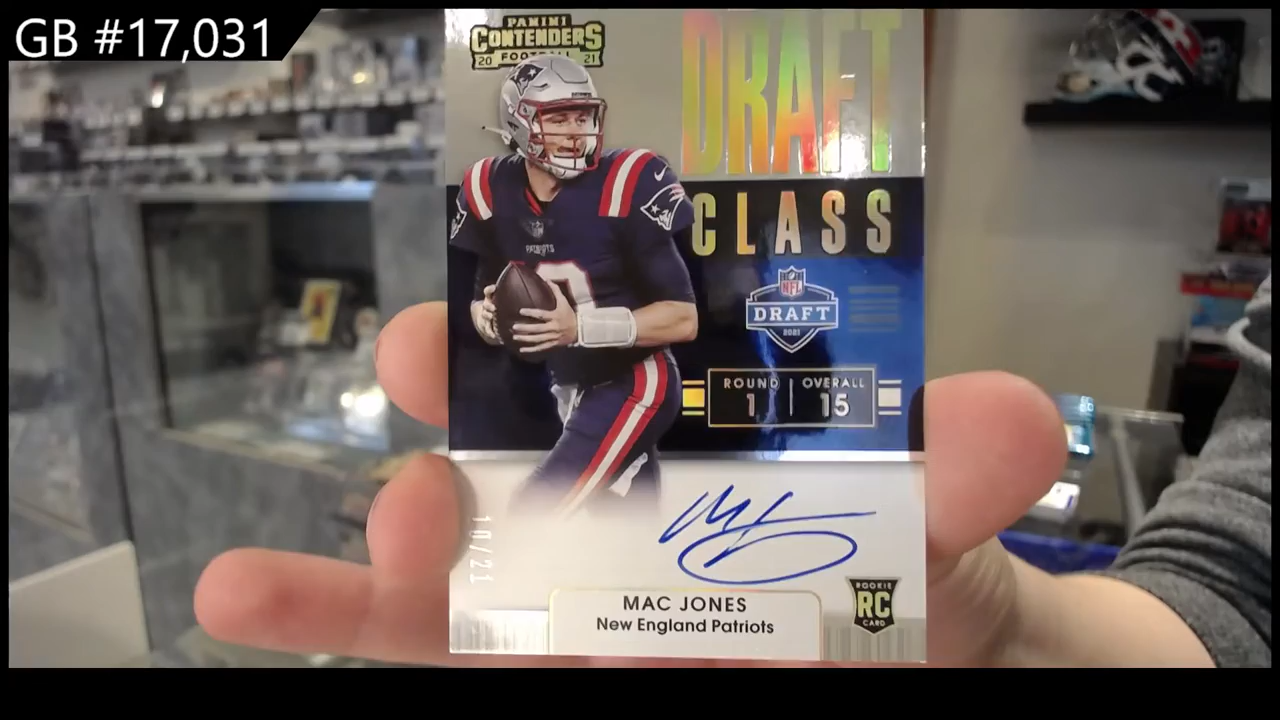 GB #17,031
PANINI
CONTENDERS
20 FOOTBALL 21
DRAFT
CLASS
PATRIOTS
NFL
DRAFT
2021
ROUND OVERALL
1 15
10/21
MAC JONES
New England Patriots
ROOKIE
RC
CARD